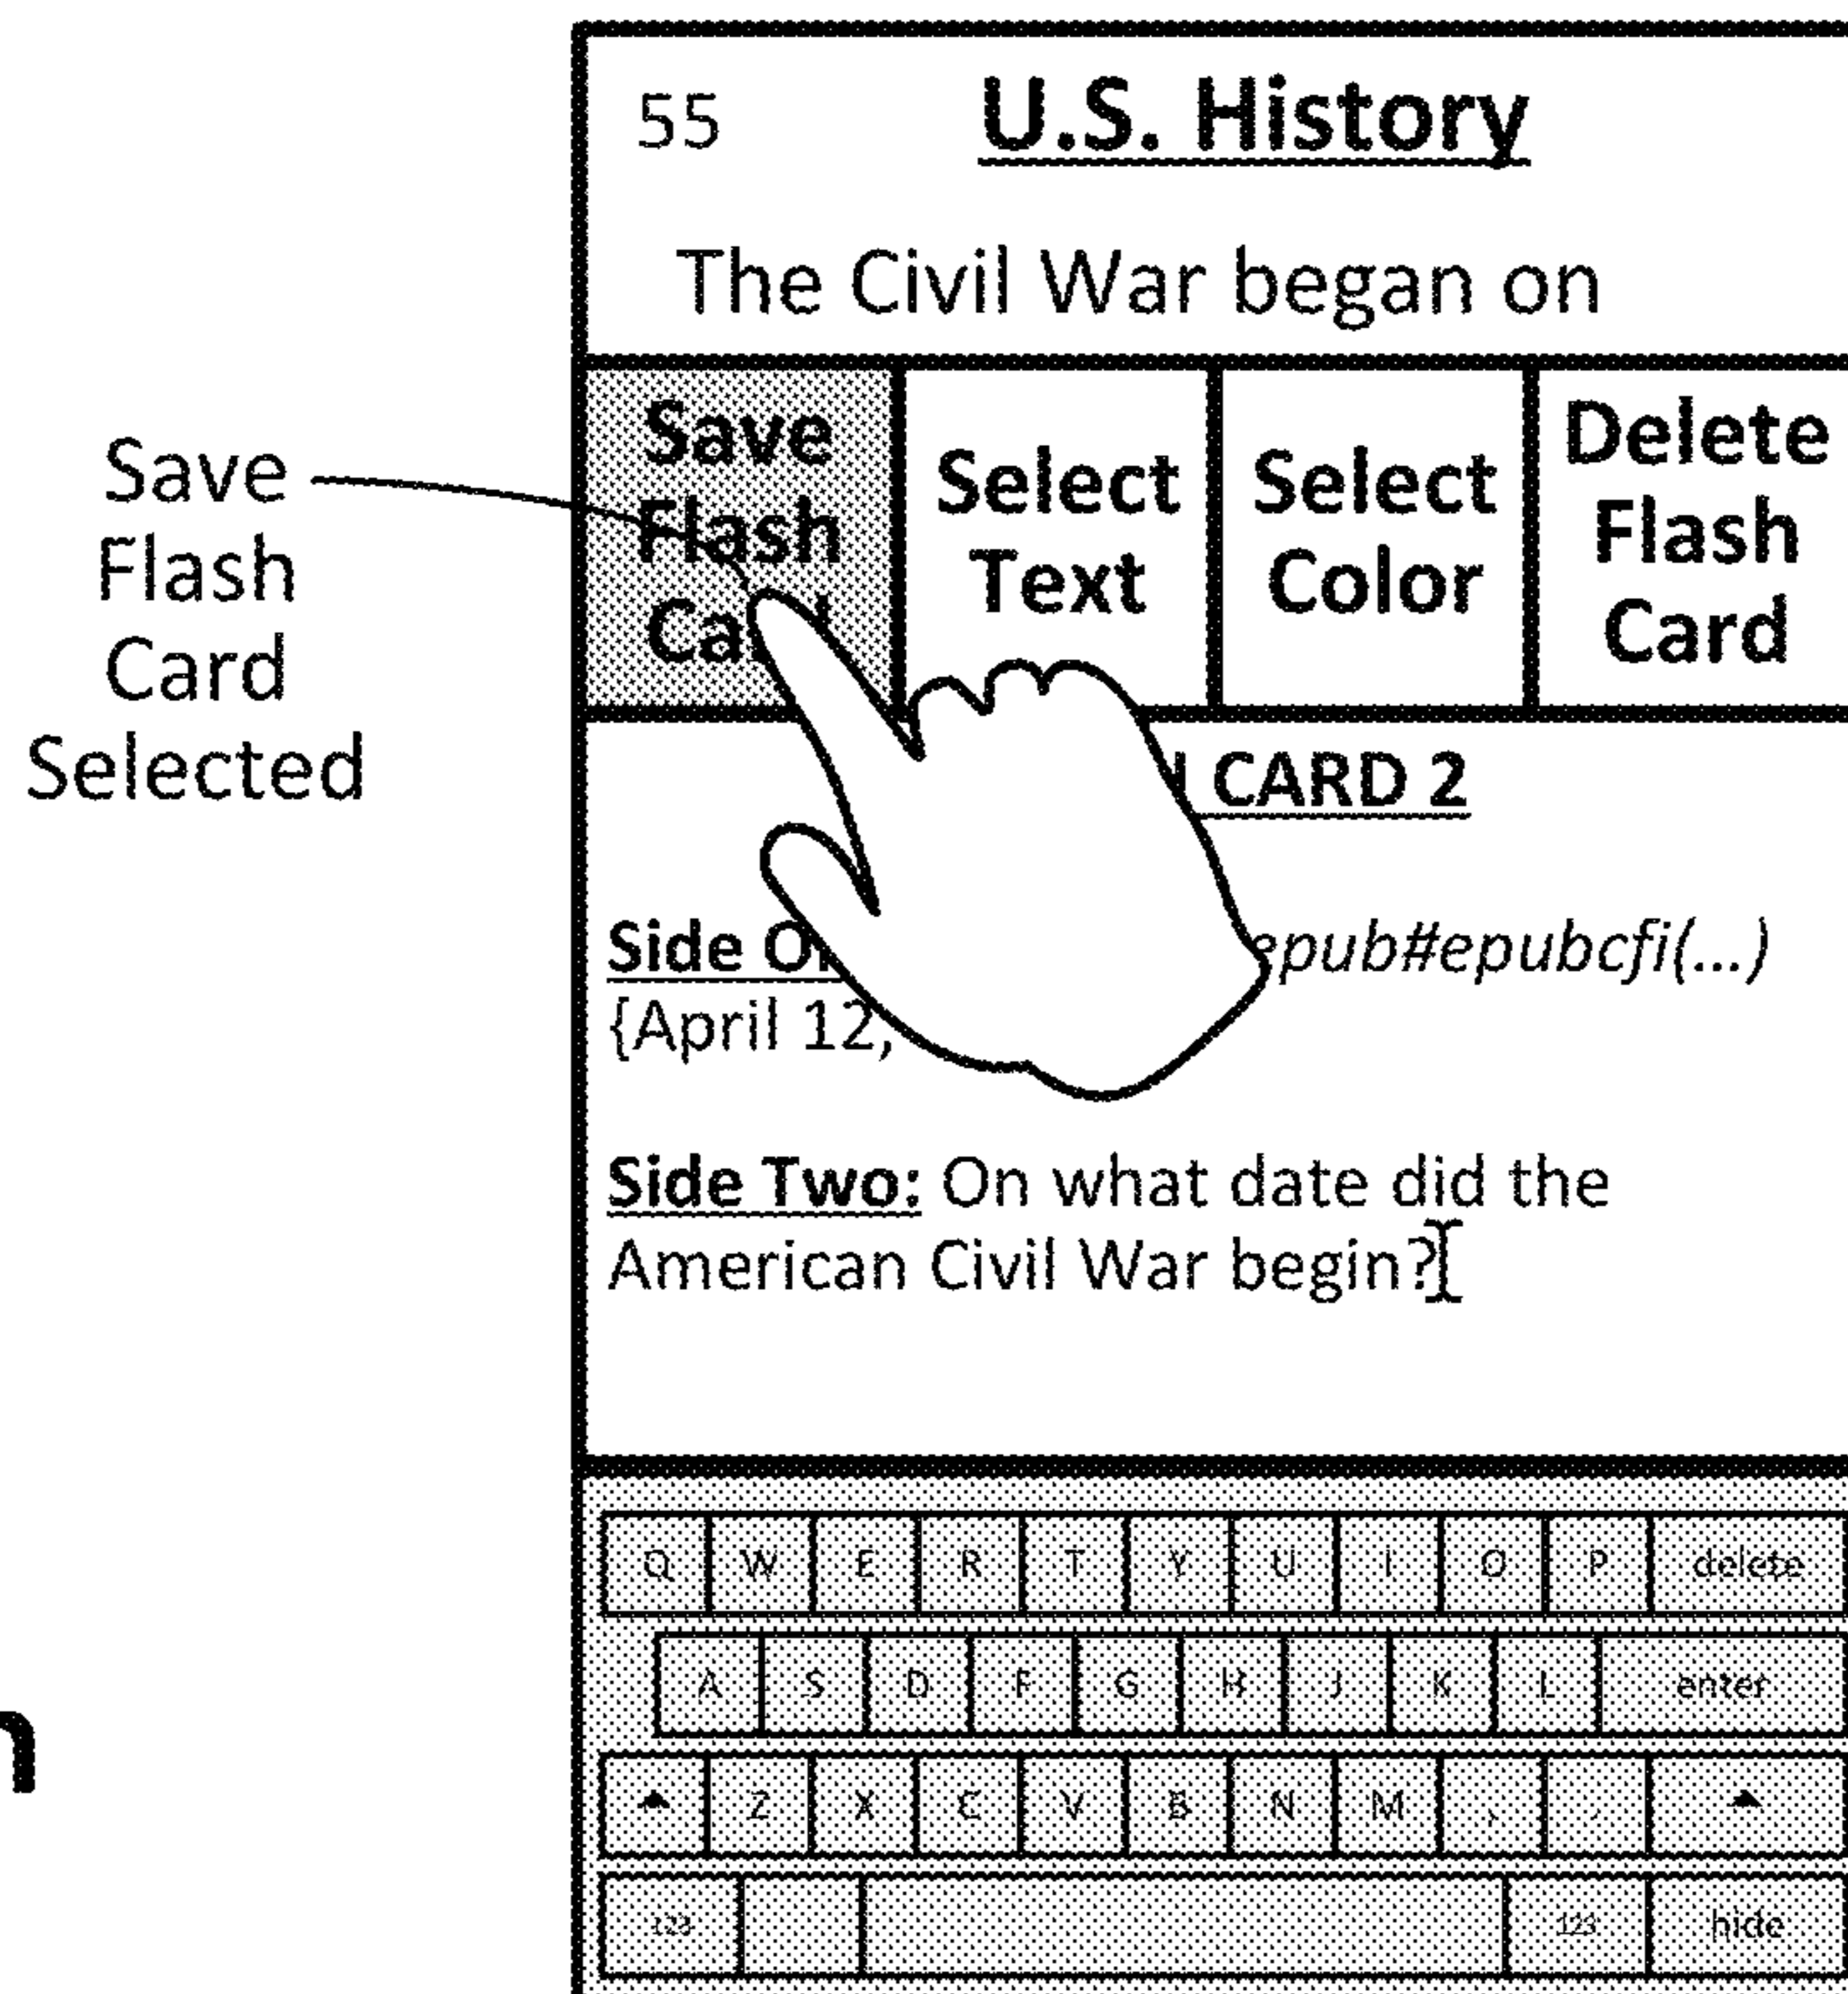 55 U.S. History
The Civil War began on
Save
Flash
Card
Selected
Save
Flash
Select
Text
Select
Color
Delete
Flash
Card
CARD 2
Side epub#epubcfi(...)
{April 12,
Side Two: On what date did the
American Civil War begin?
Q W E R T Y U I O P delete
A S D F G H J K L enter
Z X C V B N M , .
123 123 hide